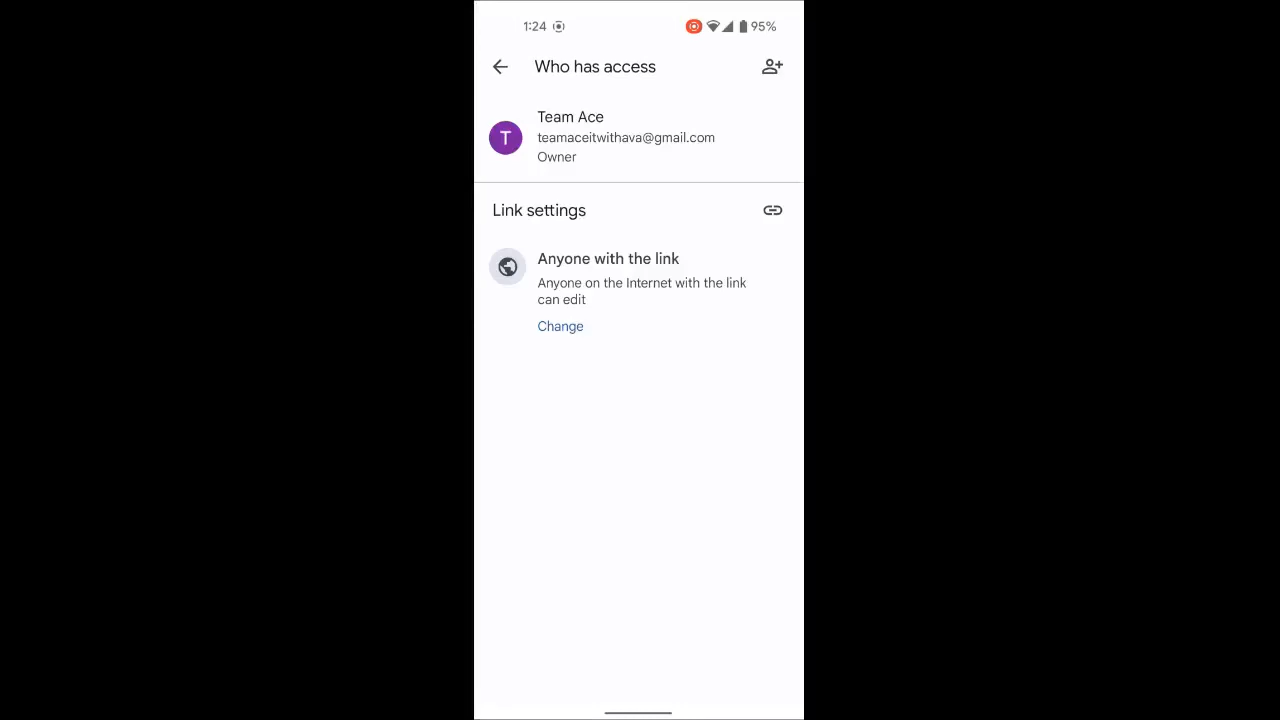 1:24 95%
Who has access
T
Team Ace
teamaceitwithava@gmail.com
Owner
Link settings
Anyone with the link
Anyone on the Internet with the link
can edit
Change